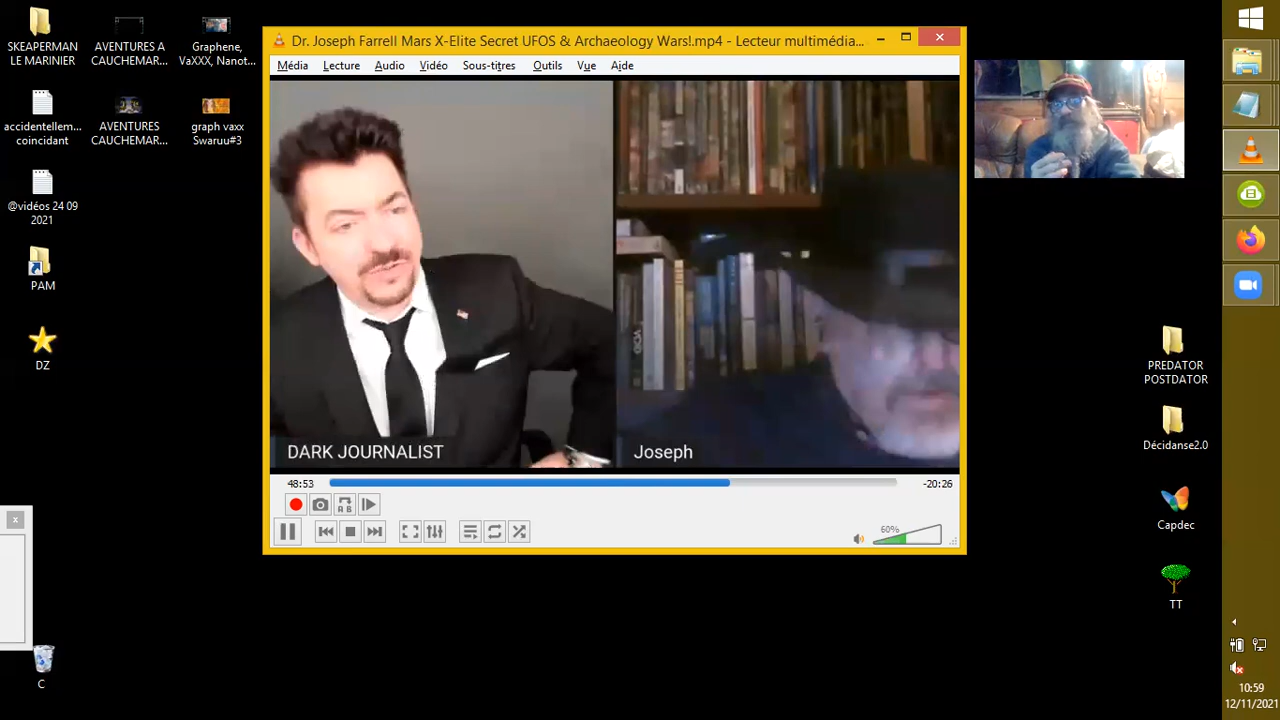 Dr. Joseph Farrell Mars X-Elite Secret UFOS & Archaeology Wars!.mp4 - Lecteur multimédia...
Média Lecture Audio Vidéo Sous-titres Outils Vue Aide
SKEAPERMAN
LE MARINIER
AVENTURES A
CAUCHEMAR...
Graphene,
VaXXX, Nanot...
accidentellem...
coincidant
AVENTURES
CAUCHEMAR...
graph vaxx
Swaruu#3
@vidéos 24 09
2021
PAM
DZ
DARK JOURNALIST
Joseph
48:53
-20:26
A B
60%
x
C
PREDATOR
POSTDATOR
Décidanse2.0
Capdec
TT
10:59
12/11/2021